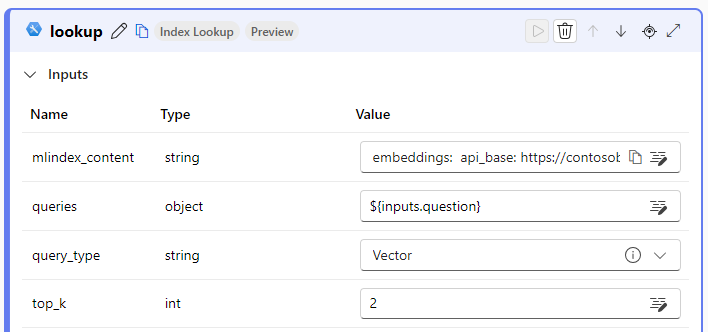 lookup Index Lookup Preview
Inputs
Name Type Value
mlindex_content string embeddings: api_base: https://contosob
queries object ${inputs.question}
query_type string Vector
top_k int 2